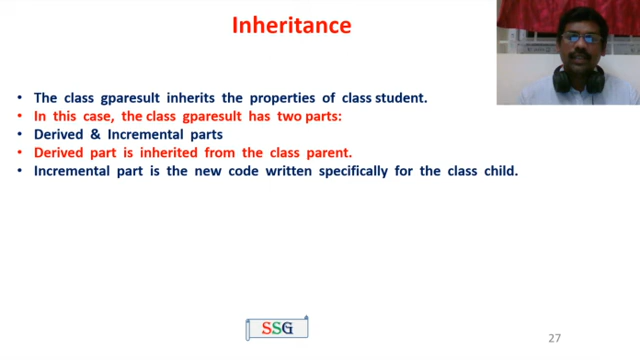 Inheritance
• The class gparesult inherits the properties of class student.
• In this case, the class gparesult has two parts:
• Derived & Incremental parts
• Derived part is inherited from the class parent.
• Incremental part is the new code written specifically for the class child.
SSG
27